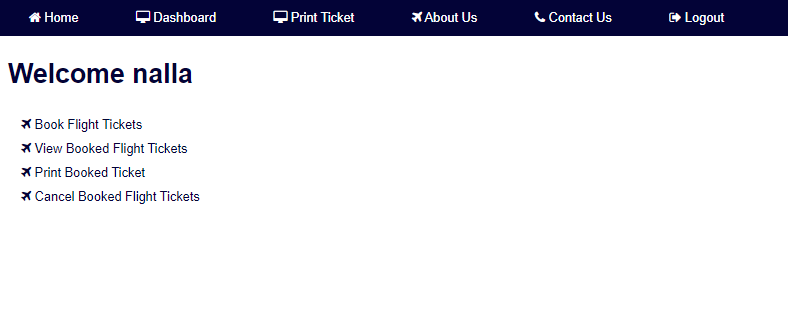 Home Dashboard Print Ticket About Us Contact Us Logout
Welcome nalla
Book Flight Tickets
View Booked Flight Tickets
Print Booked Ticket
Cancel Booked Flight Tickets